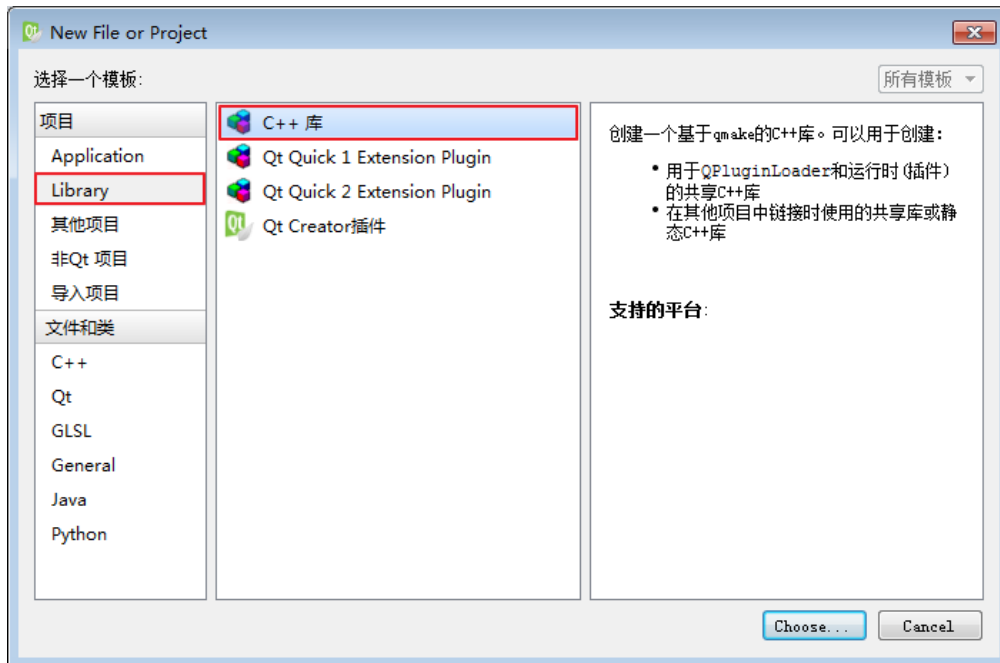 New File or Project
选择一个模板:
所有模板
项目
Application
Library
其他项目
非Qt 项目
导入项目
文件和类
C++
Qt
GLSL
General
Java
Python
C++ 库
Qt Quick 1 Extension Plugin
Qt Quick 2 Extension Plugin
Qt Creator插件
创建一个基于qmake的C++库。可以用于创建:
• 用于QPluginLoader和运行时(插件)
的共享C++库
• 在其他项目中链接时使用的共享库或静
态C++库
支持的平台:
Choose...
Cancel